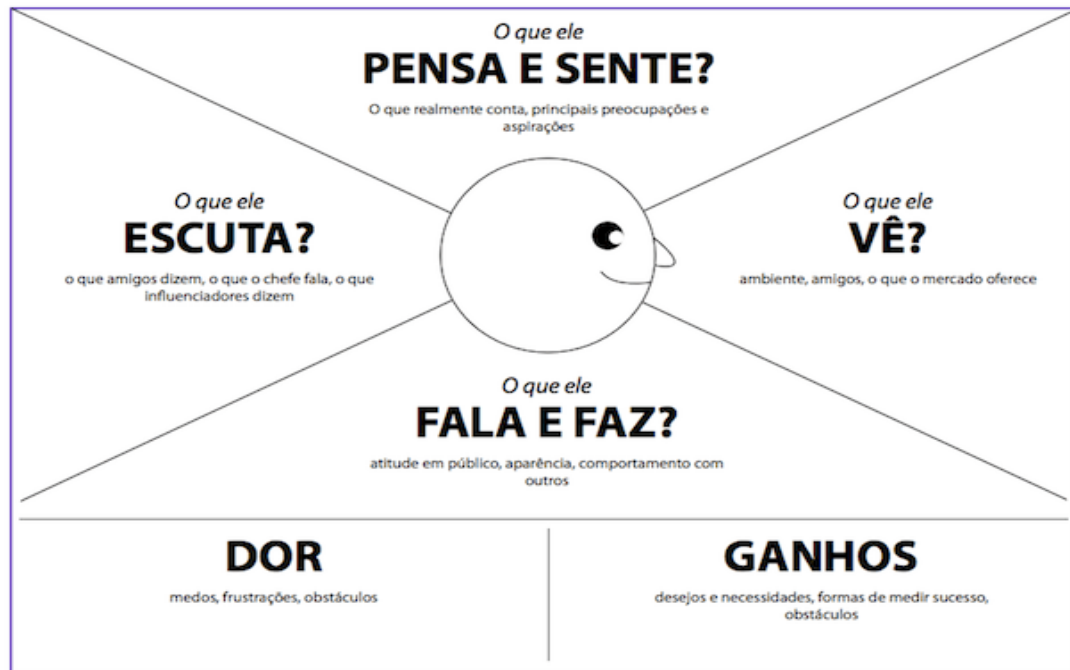 O que ele
PENSA E SENTE?
O que realmente conta, principais preocupações e
aspirações
O que ele
ESCUTA?
o que amigos dizem, o que o chefe fala, o que
influenciadores dizem
O que ele
VÊ?
ambiente, amigos, o que o mercado oferece
O que ele
FALA E FAZ?
atitude em público, aparência, comportamento com
outros
DOR
medos, frustrações, obstáculos
GANHOS
desejos e necessidades, formas de medir sucesso,
obstáculos